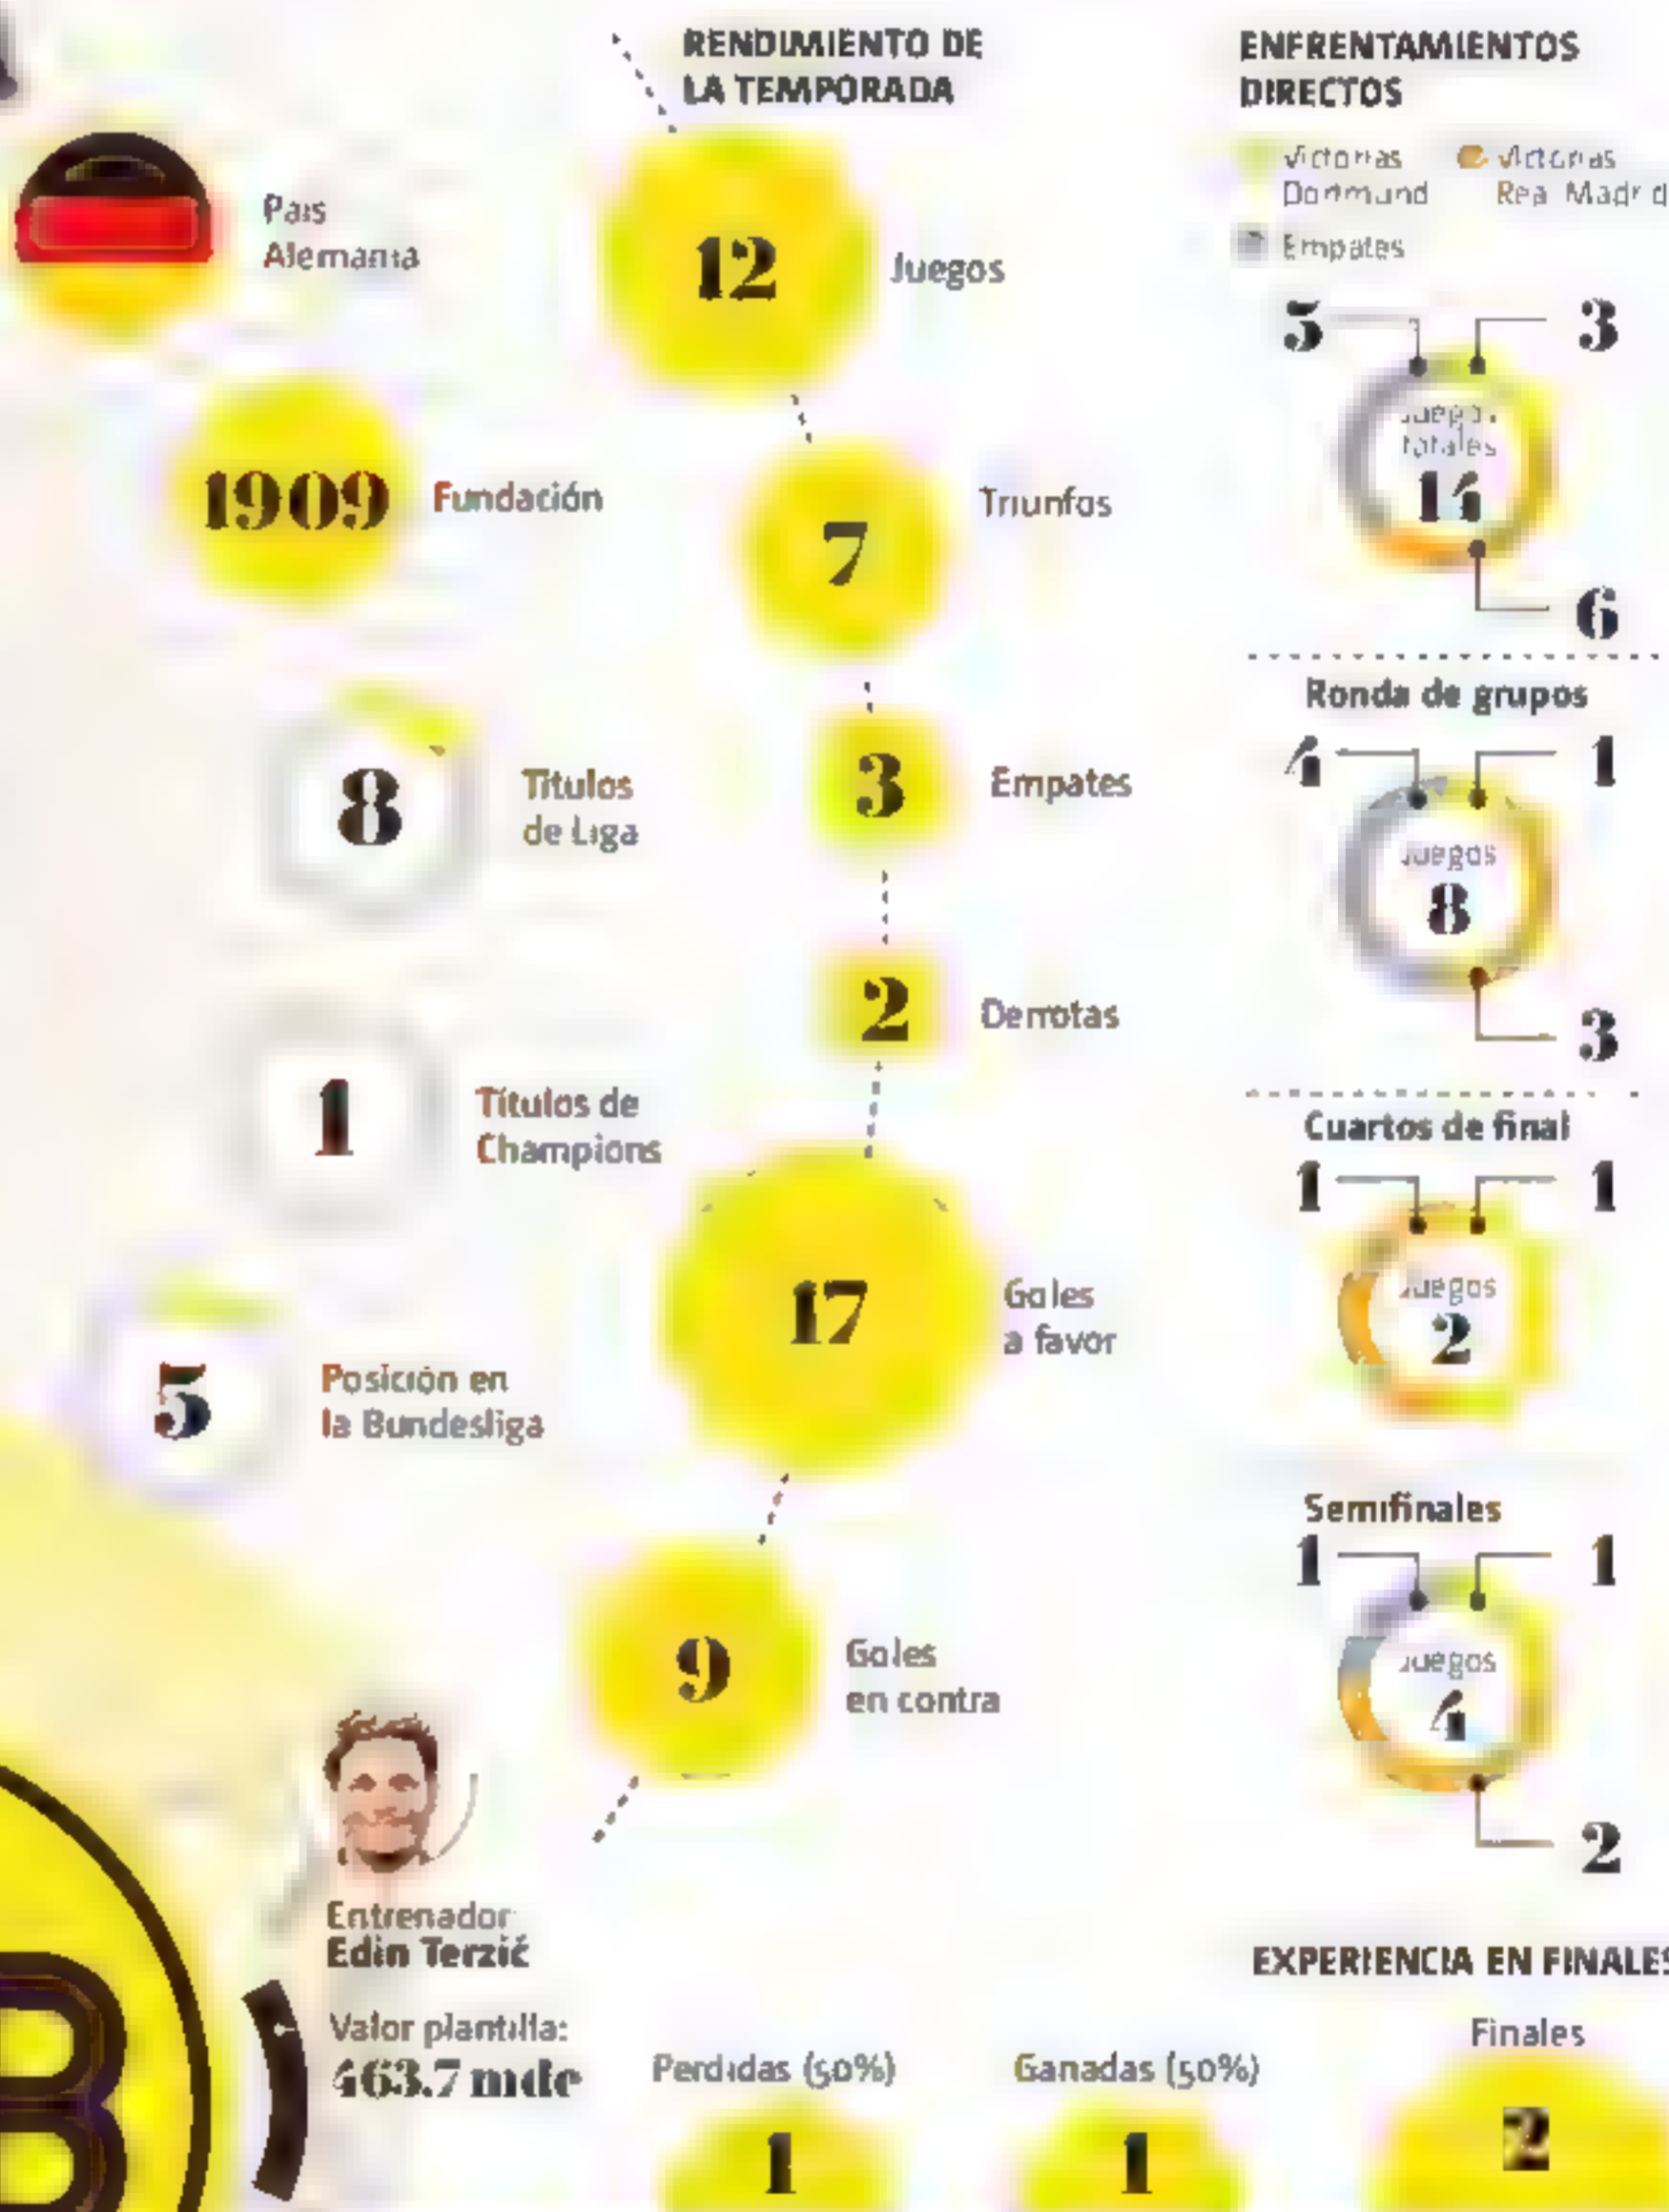 País
Alemania
1909
Fundación
8
Títulos
de Liga
1
Títulos de
Champions
5
Posición en
la Bundesliga
Entrenador
Edin Terzić
Valor plantilla:
463.7 mde
RENDIMIENTO DE
LA TEMPORADA
12
Juegos
7
Triunfos
3
Empates
2
Derrotas
17
Goles
a favor
9
Goles
en contra
ENFRENTAMIENTOS
DIRECTOS
Victorias
Dortmund
Victorias
Real Madrid
Empates
5
3
Juegos
totales
14
6
Ronda de grupos
4
1
Juegos
8
3
Cuartos de final
1
1
Juegos
2
Semifinales
1
1
Juegos
4
2
EXPERIENCIA EN FINALES
Perdidas (50%)
1
Ganadas (50%)
1
Finales
2